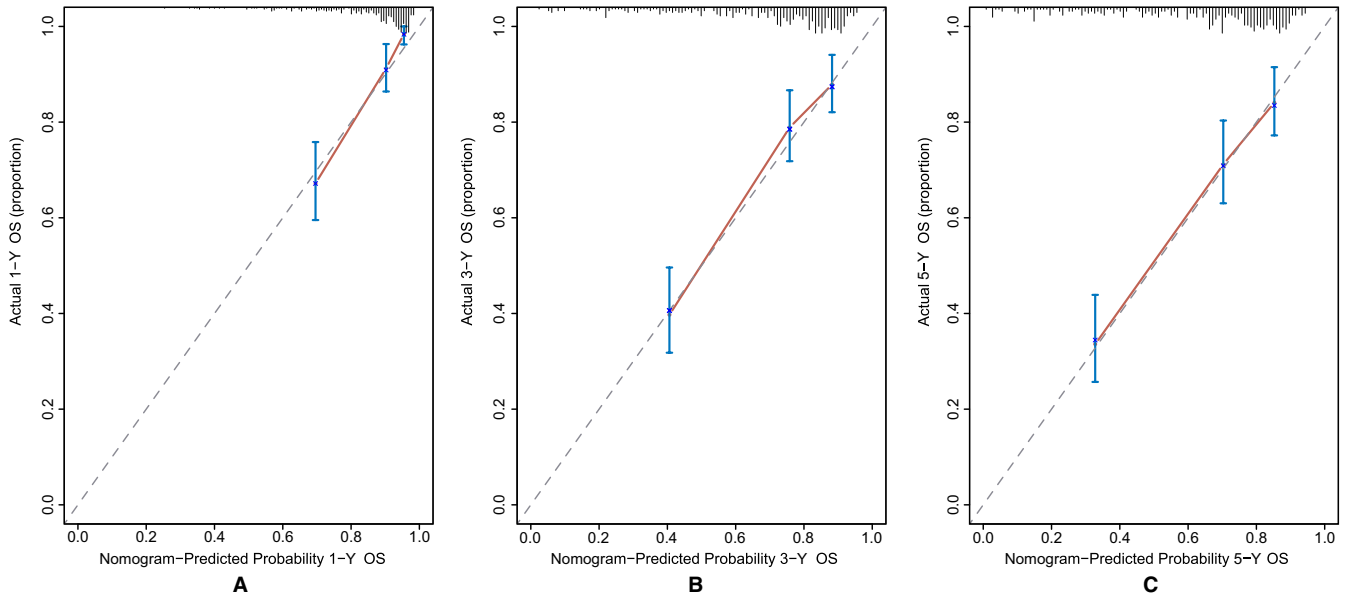 Actual 1−Y OS (proportion)
1.0
0.8
0.6
0.4
0.2
0.0
0.0 0.2 0.4 0.6 0.8 1.0
Nomogram−Predicted Probability 1−Y OS
A
Actual 3−Y OS (proportion)
1.0
0.8
0.6
0.4
0.2
0.0
0.0 0.2 0.4 0.6 0.8 1.0
Nomogram−Predicted Probability 3−Y OS
B
Actual 5−Y OS (proportion)
1.0
0.8
0.6
0.4
0.2
0.0
0.0 0.2 0.4 0.6 0.8 1.0
Nomogram−Predicted Probability 5−Y OS
C